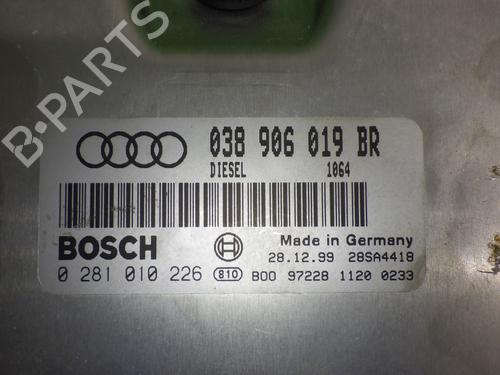 038 906 019 BR
DIESEL 1064
BOSCH
Made in Germany
28.12.99 28SA4418
0 281 010 226 810 B00 97228 1120 0233
B-PARTS